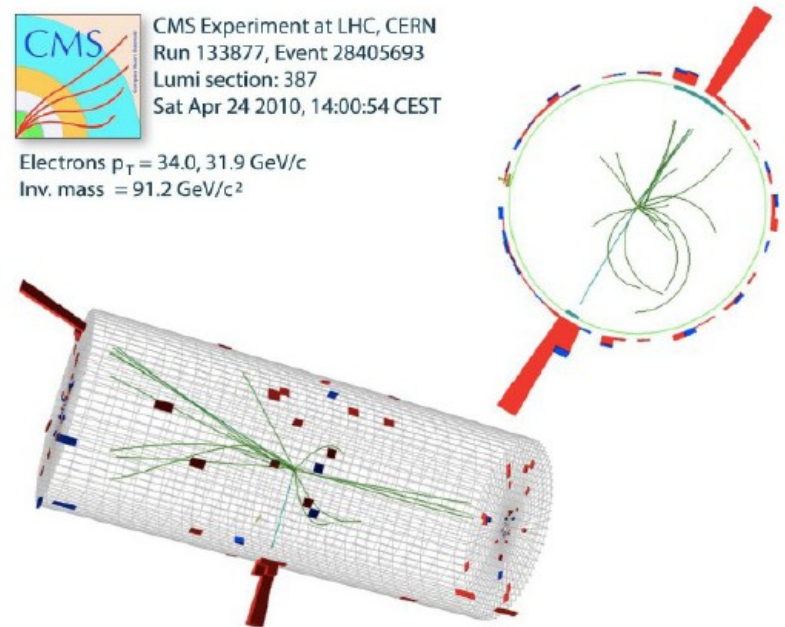 CMS
CMS Experiment at LHC, CERN
Run 133877, Event 28405693
Lumi section: 387
Sat Apr 24 2010, 14:00:54 CEST
Electrons pT = 34.0, 31.9 GeV/c
Inv. mass = 91.2 GeV/c²